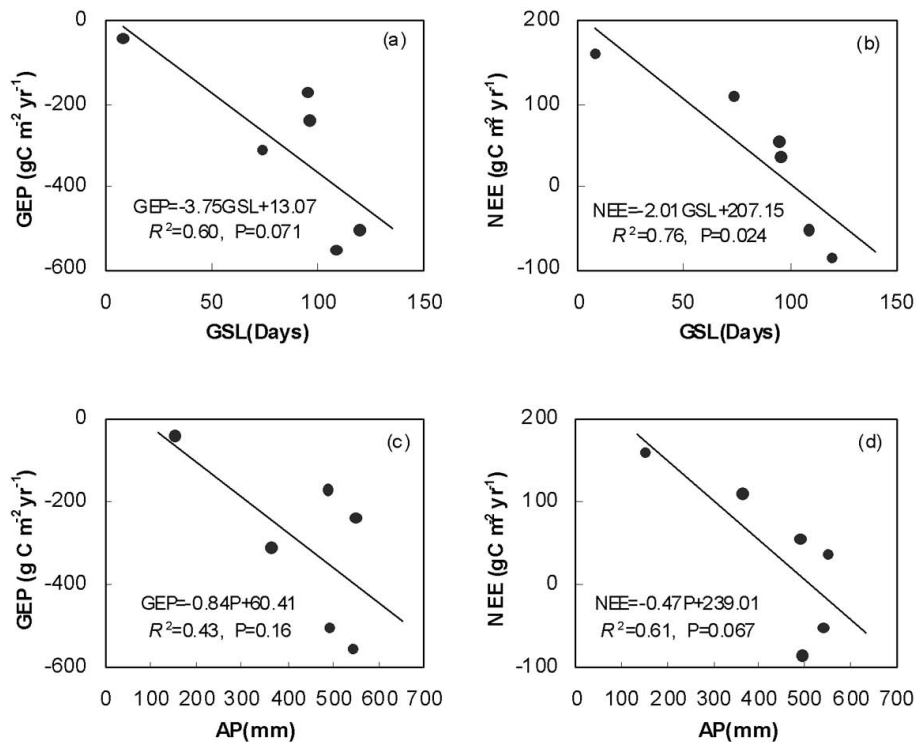 (a)
GEP (gC m⁻² yr⁻¹)
0
-200
-400
-600
GEP=-3.75GSL+13.07
R²=0.60, P=0.071
0 50 100 150
GSL(Days)
(b)
NEE (gC m⁻² yr⁻¹)
200
100
0
-100
NEE=-2.01GSL+207.15
R²=0.76, P=0.024
0 50 100 150
GSL(Days)
(c)
GEP (g C m⁻² yr⁻¹)
0
-200
-400
-600
GEP=-0.84P+60.41
R²=0.43, P=0.16
0 100 200 300 400 500 600 700
AP(mm)
(d)
NEE (gC m⁻² yr⁻¹)
200
100
0
-100
NEE=-0.47P+239.01
R²=0.61, P=0.067
0 100 200 300 400 500 600 700
AP(mm)